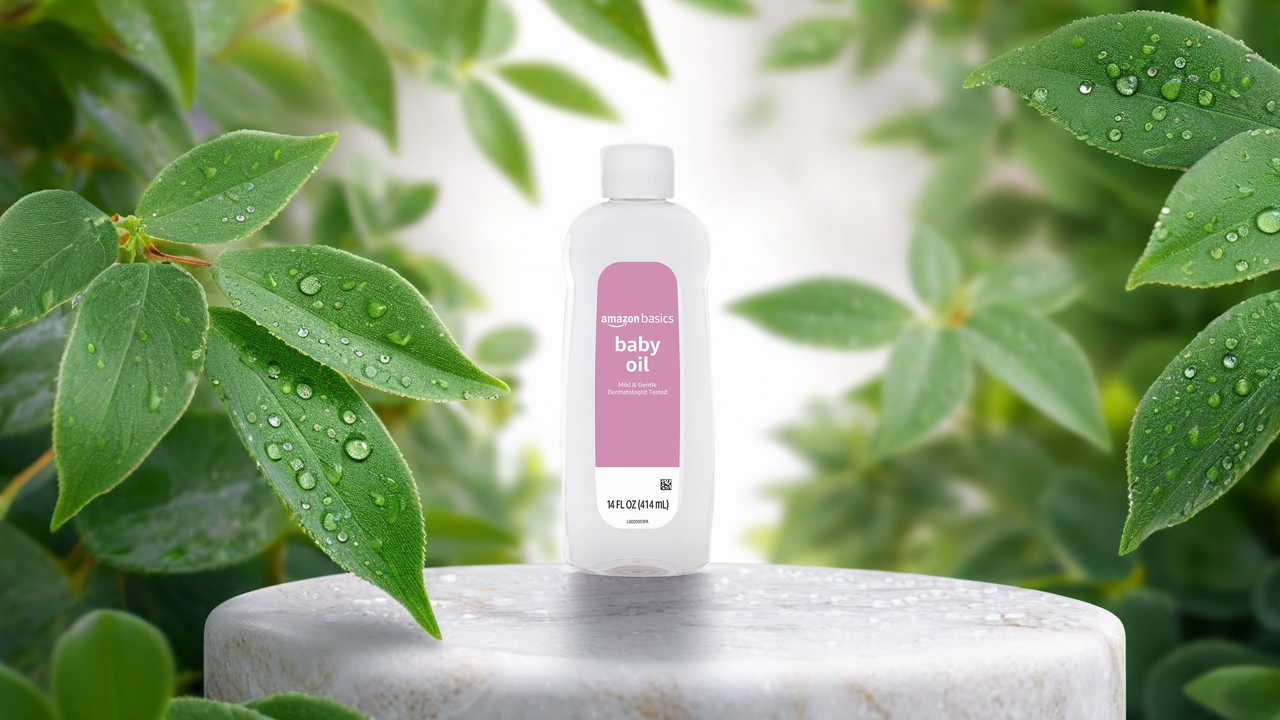 amazon basics
baby
oil
Mild & Gentle
Dermatologist Tested
14 FL OZ (414 mL)